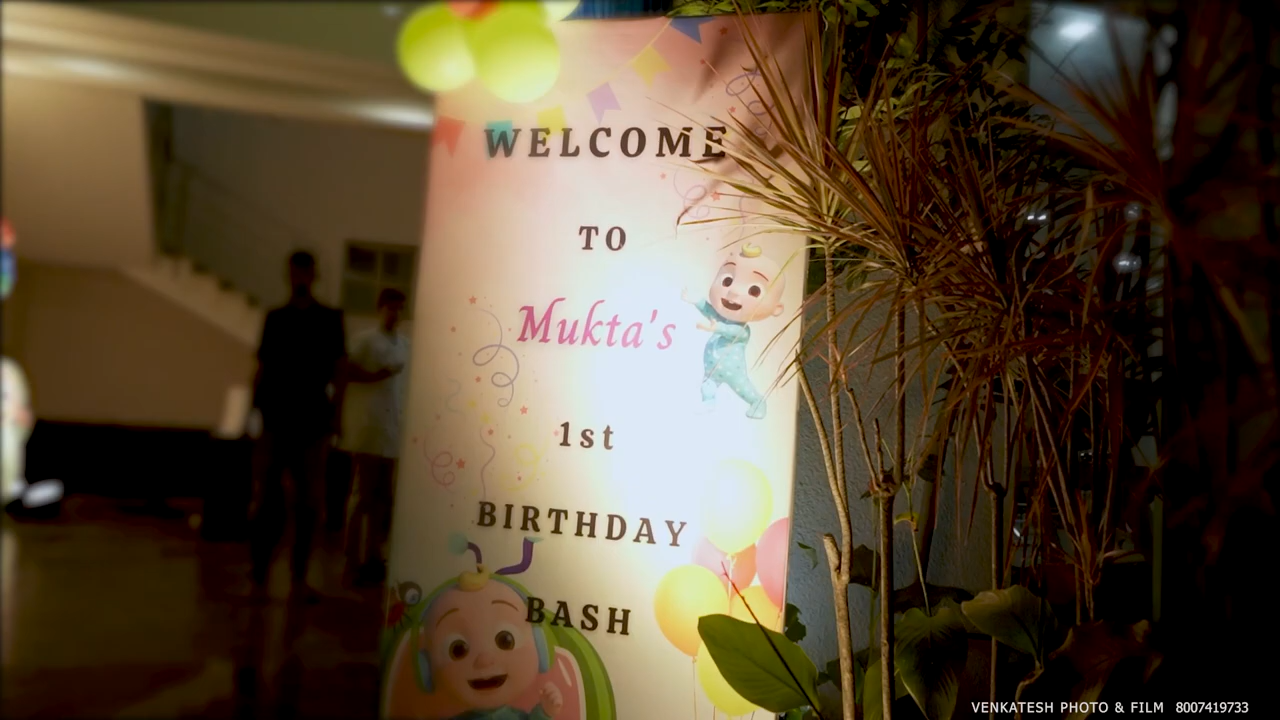 WELCOME
TO
Mukta's
1st
BIRTHDAY
BASH
VENKATESH PHOTO & FILM 8007419733